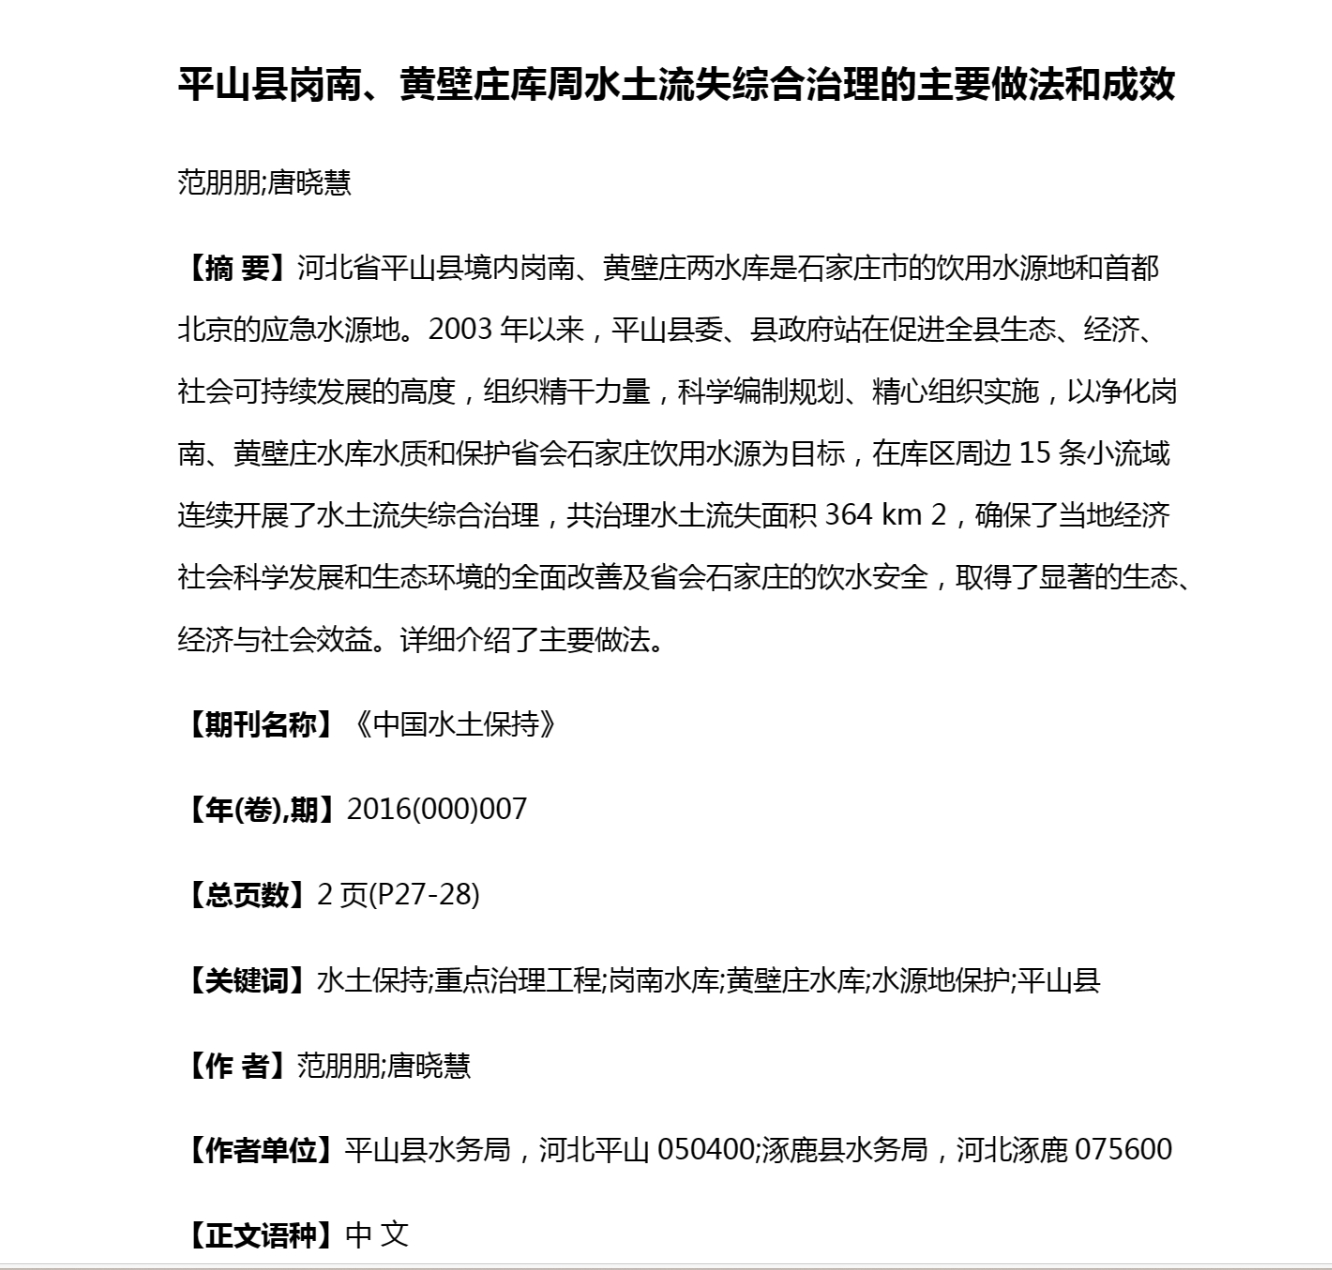 平山县岗南、黄壁庄库周水土流失综合治理的主要做法和成效
范朋朋;唐晓慧
【摘 要】河北省平山县境内岗南、黄壁庄两水库是石家庄市的饮用水源地和首都
北京的应急水源地。2003 年以来，平山县委、县政府站在促进全县生态、经济、
社会可持续发展的高度，组织精干力量，科学编制规划、精心组织实施，以净化岗
南、黄壁庄水库水质和保护省会石家庄饮用水源为目标，在库区周边 15 条小流域
连续开展了水土流失综合治理，共治理水土流失面积 364 km 2，确保了当地经济
社会科学发展和生态环境的全面改善及省会石家庄的饮水安全，取得了显著的生态、
经济与社会效益。详细介绍了主要做法。
【期刊名称】《中国水土保持》
【年(卷),期】2016(000)007
【总页数】2 页(P27-28)
【关键词】水土保持;重点治理工程;岗南水库;黄壁庄水库;水源地保护;平山县
【作 者】范朋朋;唐晓慧
【作者单位】平山县水务局，河北平山 050400;涿鹿县水务局，河北涿鹿 075600
【正文语种】中 文